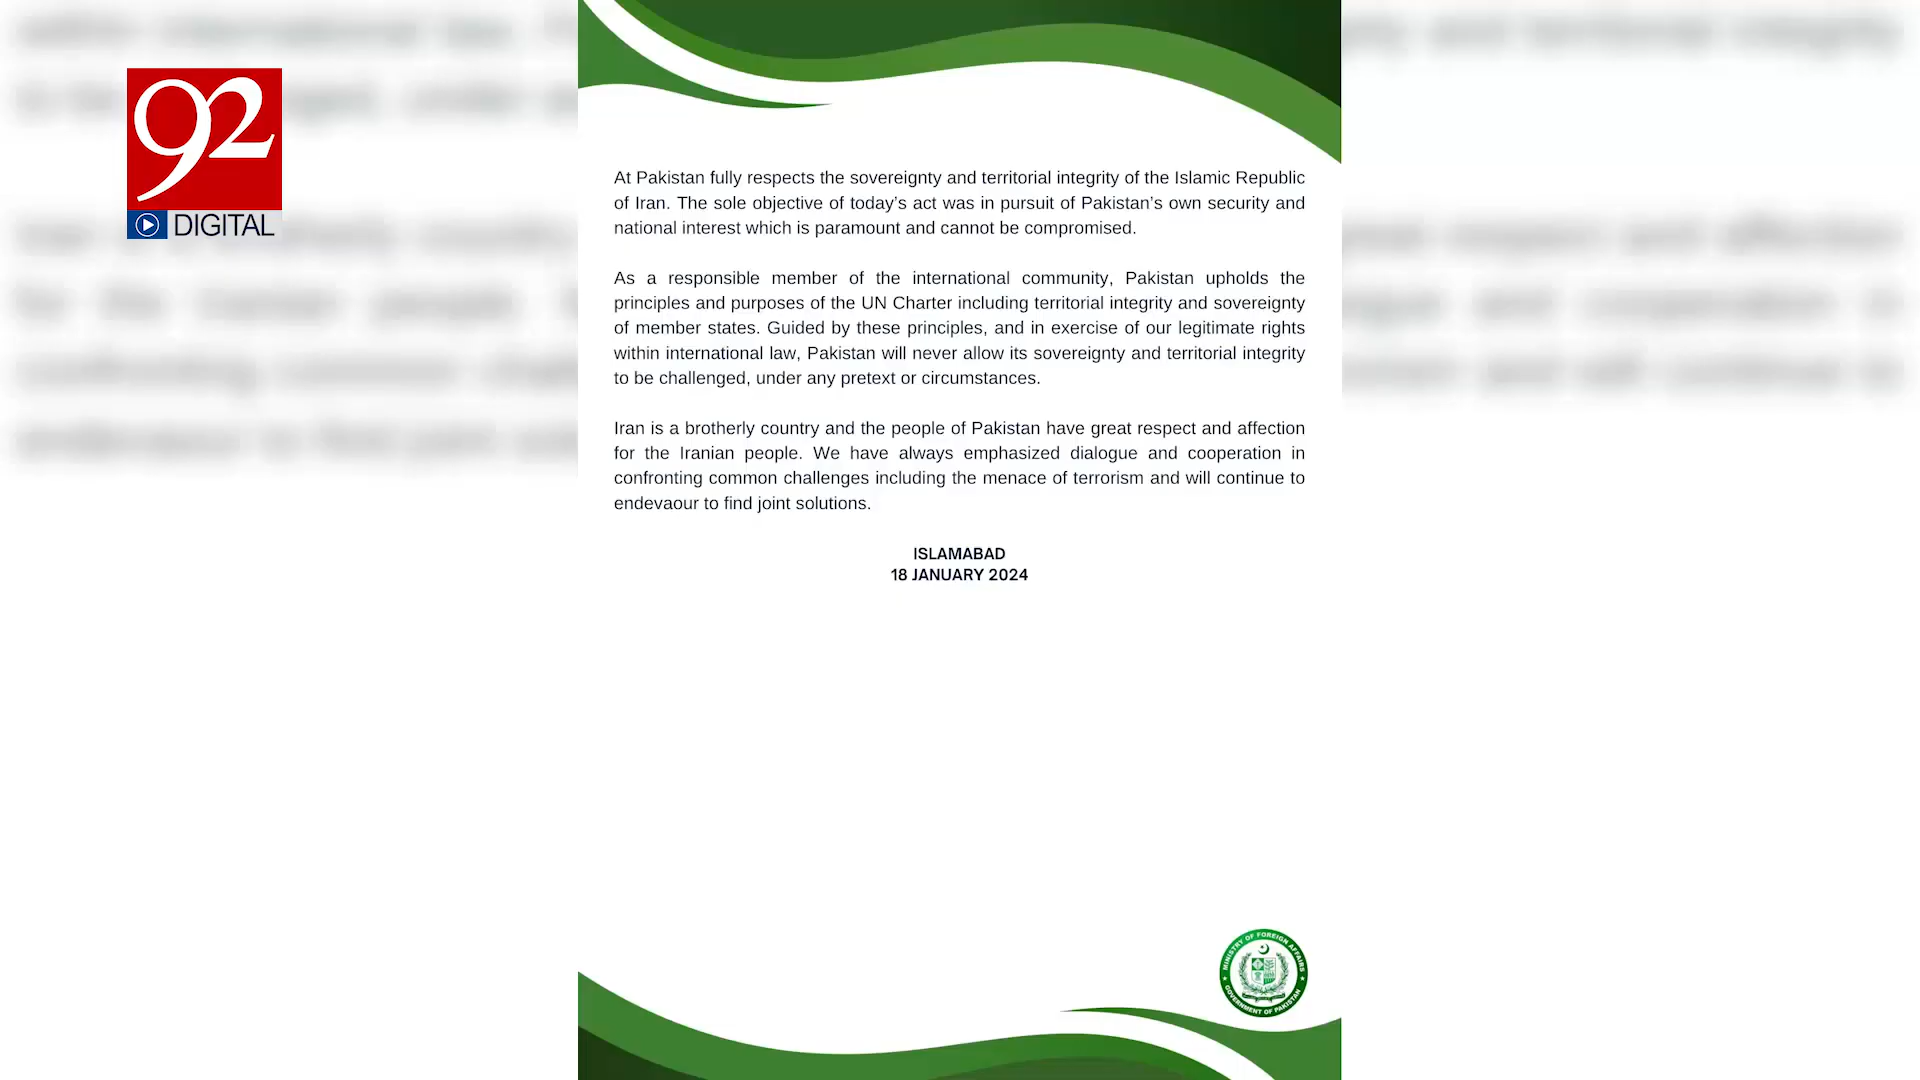 92
DIGITAL
At Pakistan fully respects the sovereignty and territorial integrity of the Islamic Republic
of Iran. The sole objective of today’s act was in pursuit of Pakistan’s own security and
national interest which is paramount and cannot be compromised.
As a responsible member of the international community, Pakistan upholds the
principles and purposes of the UN Charter including territorial integrity and sovereignty
of member states. Guided by these principles, and in exercise of our legitimate rights
within international law, Pakistan will never allow its sovereignty and territorial integrity
to be challenged, under any pretext or circumstances.
Iran is a brotherly country and the people of Pakistan have great respect and affection
for the Iranian people. We have always emphasized dialogue and cooperation in
confronting common challenges including the menace of terrorism and will continue to
endevaour to find joint solutions.
ISLAMABAD
18 JANUARY 2024
MINISTRY OF FOREIGN AFFAIRS
GOVERNMENT OF PAKISTAN